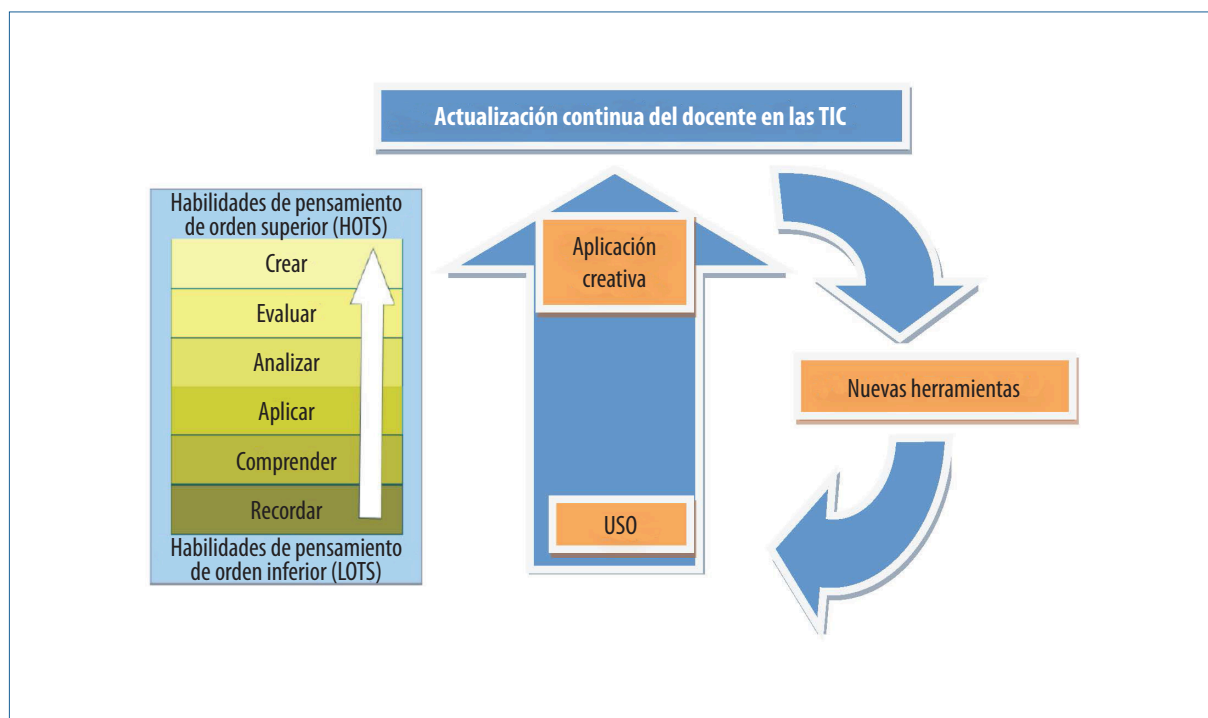 Actualización continua del docente en las TIC
Habilidades de pensamiento
de orden superior (HOTS)
Crear
Evaluar
Analizar
Aplicar
Comprender
Recordar
Habilidades de pensamiento
de orden inferior (LOTS)
Aplicación
creativa
USO
Nuevas herramientas